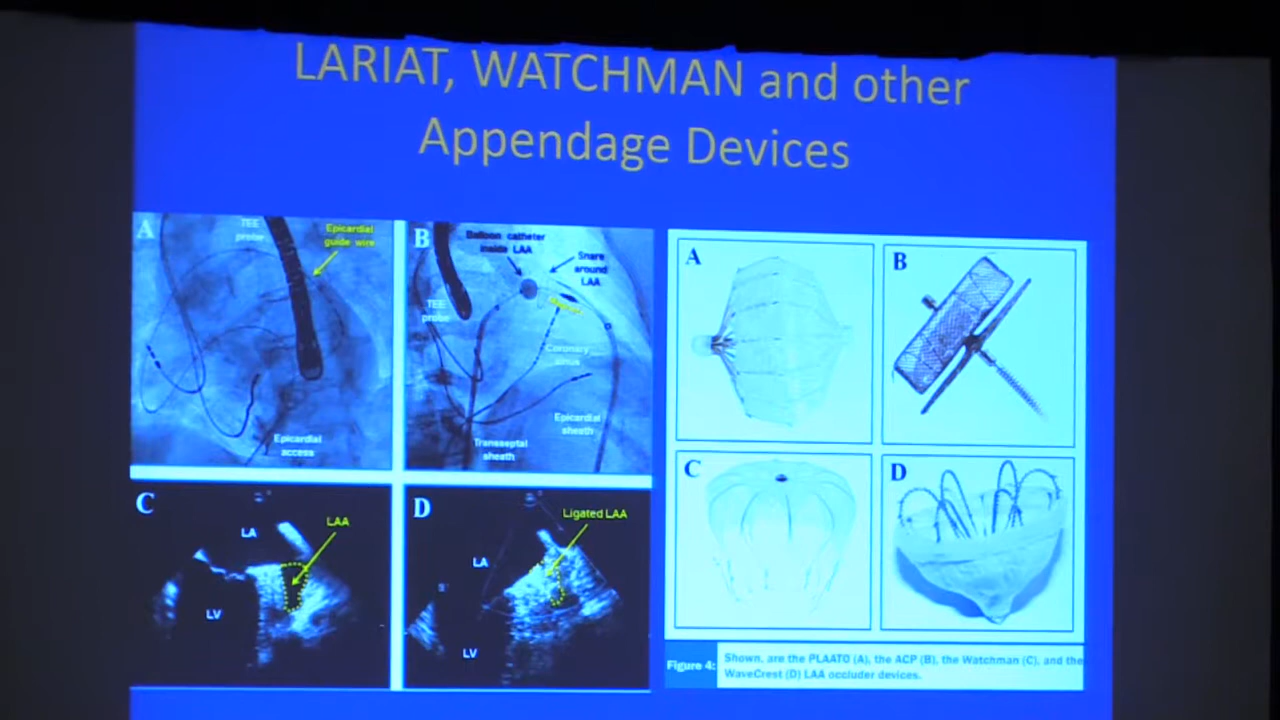 LARIAT, WATCHMAN and other
Appendage Devices
A
TEE
probe
Epicardial
guide wire
Epicardial
access
B
Balloon catheter
inside LAA
Snare
around
LAA
TEE
probe
Coronary
sinus
Epicardial
sheath
Transseptal
sheath
C
LA
LAA
LV
D
Ligated LAA
LA
LV
A
B
C
D
Figure 4:
Shown, are the PLAATO (A), the ACP (B), the Watchman (C), and the
WaveCrest (D) LAA occluder devices.